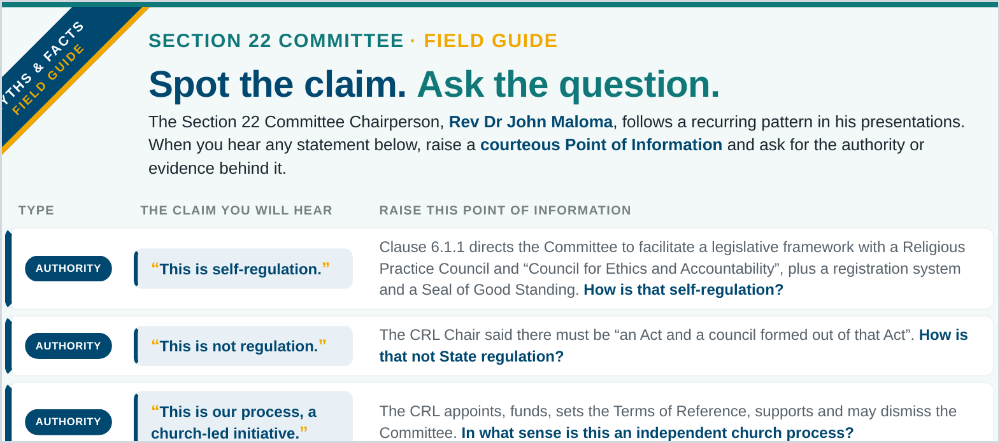 YTHS & FACTS
FIELD GUIDE
SECTION 22 COMMITTEE · FIELD GUIDE
Spot the claim. Ask the question.
The Section 22 Committee Chairperson, Rev Dr John Maloma, follows a recurring pattern in his presentations.
When you hear any statement below, raise a courteous Point of Information and ask for the authority or
evidence behind it.
TYPE THE CLAIM YOU WILL HEAR RAISE THIS POINT OF INFORMATION
AUTHORITY
“This is self-regulation.”
Clause 6.1.1 directs the Committee to facilitate a legislative framework with a Religious
Practice Council and “Council for Ethics and Accountability”, plus a registration system
and a Seal of Good Standing. How is that self-regulation?
AUTHORITY
“This is not regulation.”
The CRL Chair said there must be “an Act and a council formed out of that Act”. How is
that not State regulation?
AUTHORITY
“This is our process, a
church-led initiative.”
The CRL appoints, funds, sets the Terms of Reference, supports and may dismiss the
Committee. In what sense is this an independent church process?